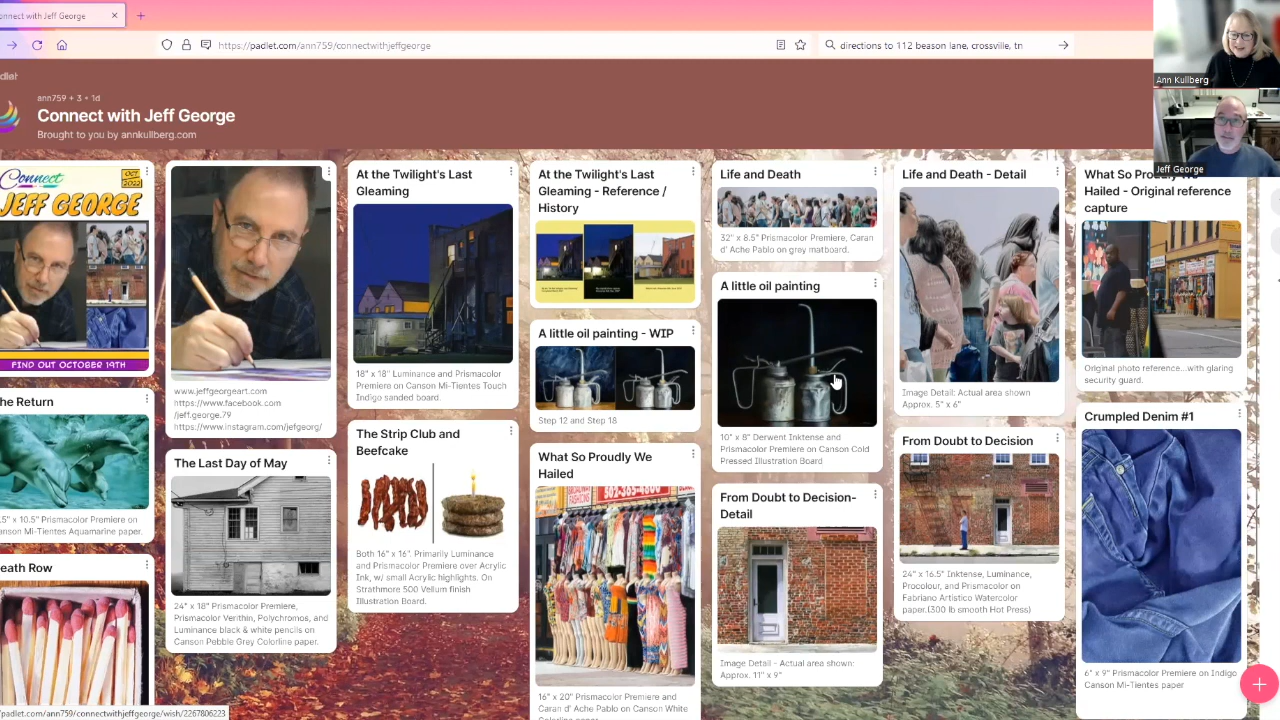 onnect with Jeff George
https://padlet.com/ann759/connectwithjeffgeorge
directions to 112 beason lane, crossville, tn
Ann Kullberg
Jeff George
padlet
ann759 + 3 • 1d
Connect with Jeff George
Brought to you by annkullberg.com
Connect
OCT
2022
JEFF GEORGE
FIND OUT OCTOBER 19TH
he Return
.5" x 10.5" Prismacolor Premiere on
anson Mi-Tientes Aquamarine paper.
eath Row
www.jeffgeorgeart.com
https://www.facebook.com
/jeff.george.79
https://www.instagram.com/jefgeorg/
The Last Day of May
24" x 18" Prismacolor Premiere,
Prismacolor Verithin, Polychromos, and
Luminance black & white pencils on
Canson Pebble Grey Colorline paper.
At the Twilight's Last
Gleaming
18" x 18" Luminance and Prismacolor
Premiere on Canson Mi-Tientes Touch
Indigo sanded board.
The Strip Club and
Beefcake
Both 16" x 16". Primarily Luminance
and Prismacolor Premiere over Acrylic
Ink, w/ small Acrylic highlights. On
Strathmore 500 Vellum finish
Illustration Board.
At the Twilight's Last
Gleaming - Reference /
History
A little oil painting - WIP
Step 12 and Step 18
What So Proudly We
Hailed
16" x 20" Prismacolor Premiere and
Caran d' Ache Pablo on Canson White
Colorline paper
Life and Death
32" x 8.5" Prismacolor Premiere, Caran
d' Ache Pablo on grey matboard.
A little oil painting
10" x 8" Derwent Inktense and
Prismacolor Premiere on Canson Cold
Pressed Illustration Board
From Doubt to Decision-
Detail
Image Detail - Actual area shown:
Approx. 11" x 9"
Life and Death - Detail
Image Detail: Actual area shown
Approx. 5" x 6"
From Doubt to Decision
24" x 16.5" Inktense, Luminance,
Procolour, and Prismacolor on
Fabriano Artistico Watercolor
paper.(300 lb smooth Hot Press)
What So Proudly We
Hailed - Original reference
capture
Original photo reference...with glaring
security guard.
Crumpled Denim #1
6" x 9" Prismacolor Premiere on Indigo
Canson Mi-Tientes paper
/padlet.com/ann759/connectwithjeffgeorge/wish/2267806223